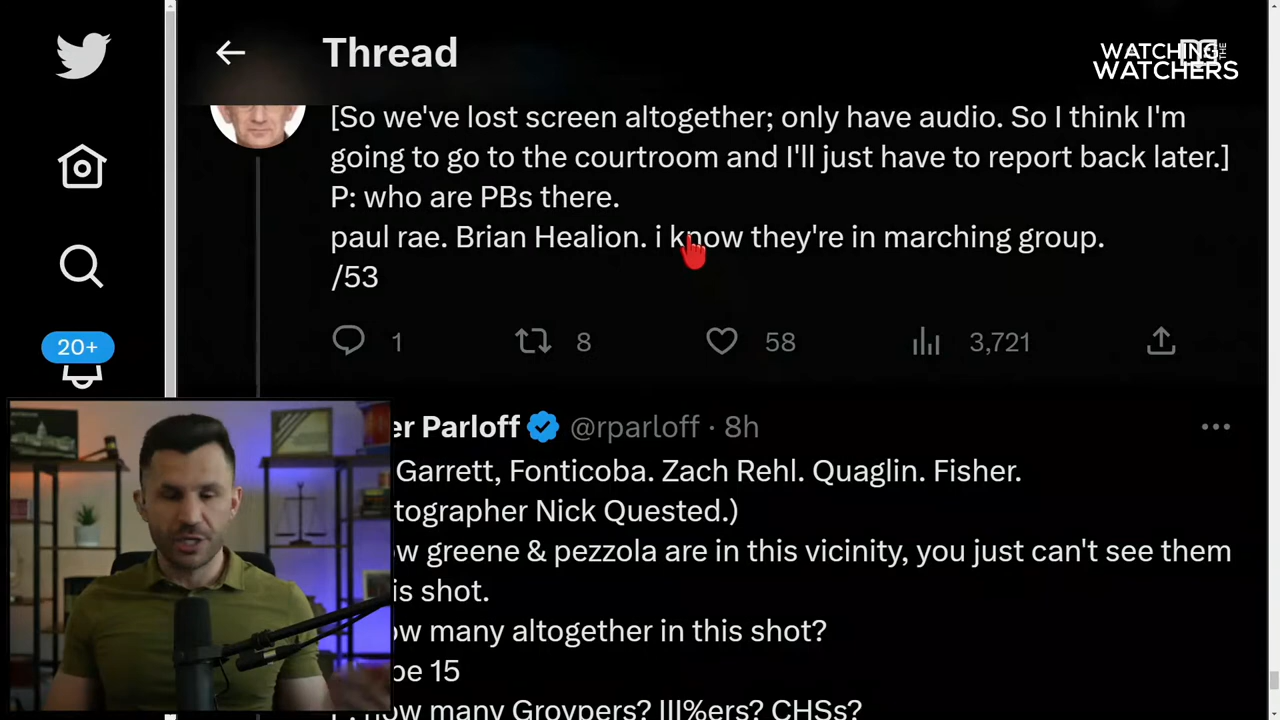 Thread
WATCHING THE
WATCHERS
[So we've lost screen altogether; only have audio. So I think I'm
going to go to the courtroom and I'll just have to report back later.]
P: who are PBs there.
paul rae. Brian Healion. i know they're in marching group.
/53
1 8 58 3,721
20+
er Parloff @rparloff · 8h
Garrett, Fonticoba. Zach Rehl. Quaglin. Fisher.
tographer Nick Quested.)
ow greene & pezzola are in this vicinity, you just can't see them
is shot.
ow many altogether in this shot?
be 15
how many Groypers? III%ers? CHSs?